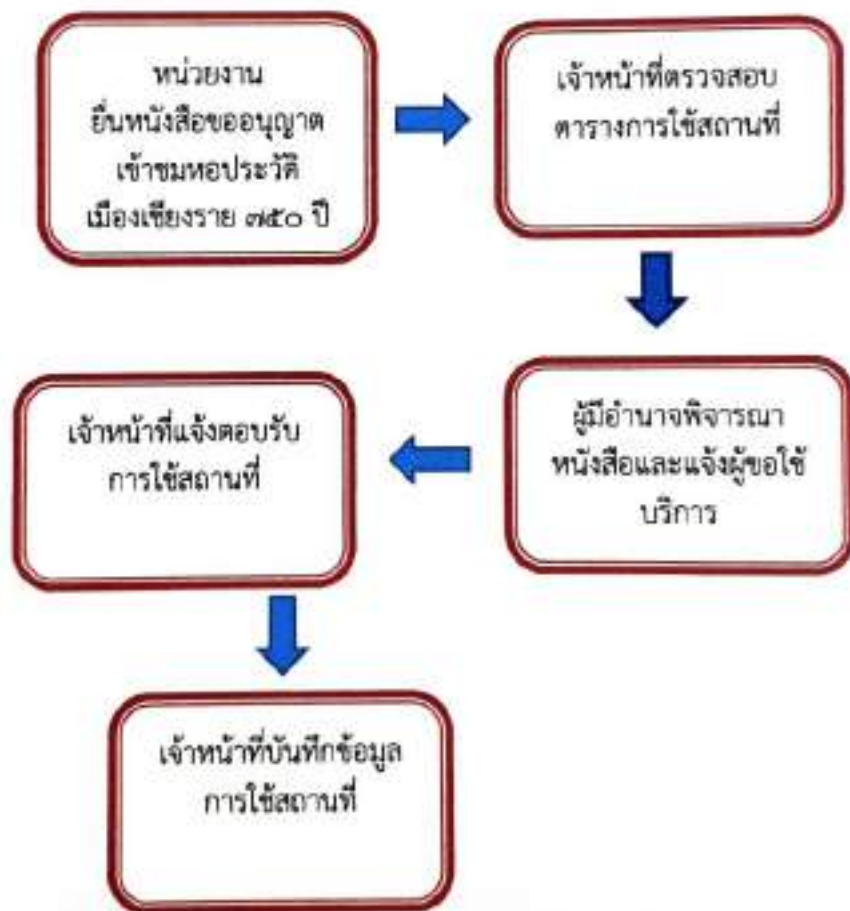 หน่วยงาน
ยื่นหนังสือขออนุญาต
เข้าชมหอประวัติ
เมืองเชียงราย ๗๕๐ ปี
เจ้าหน้าที่ตรวจสอบ
ตารางการใช้สถานที่
ผู้มีอำนาจพิจารณา
หนังสือและแจ้งผู้ขอใช้
บริการ
เจ้าหน้าที่แจ้งตอบรับ
การใช้สถานที่
เจ้าหน้าที่บันทึกข้อมูล
การใช้สถานที่